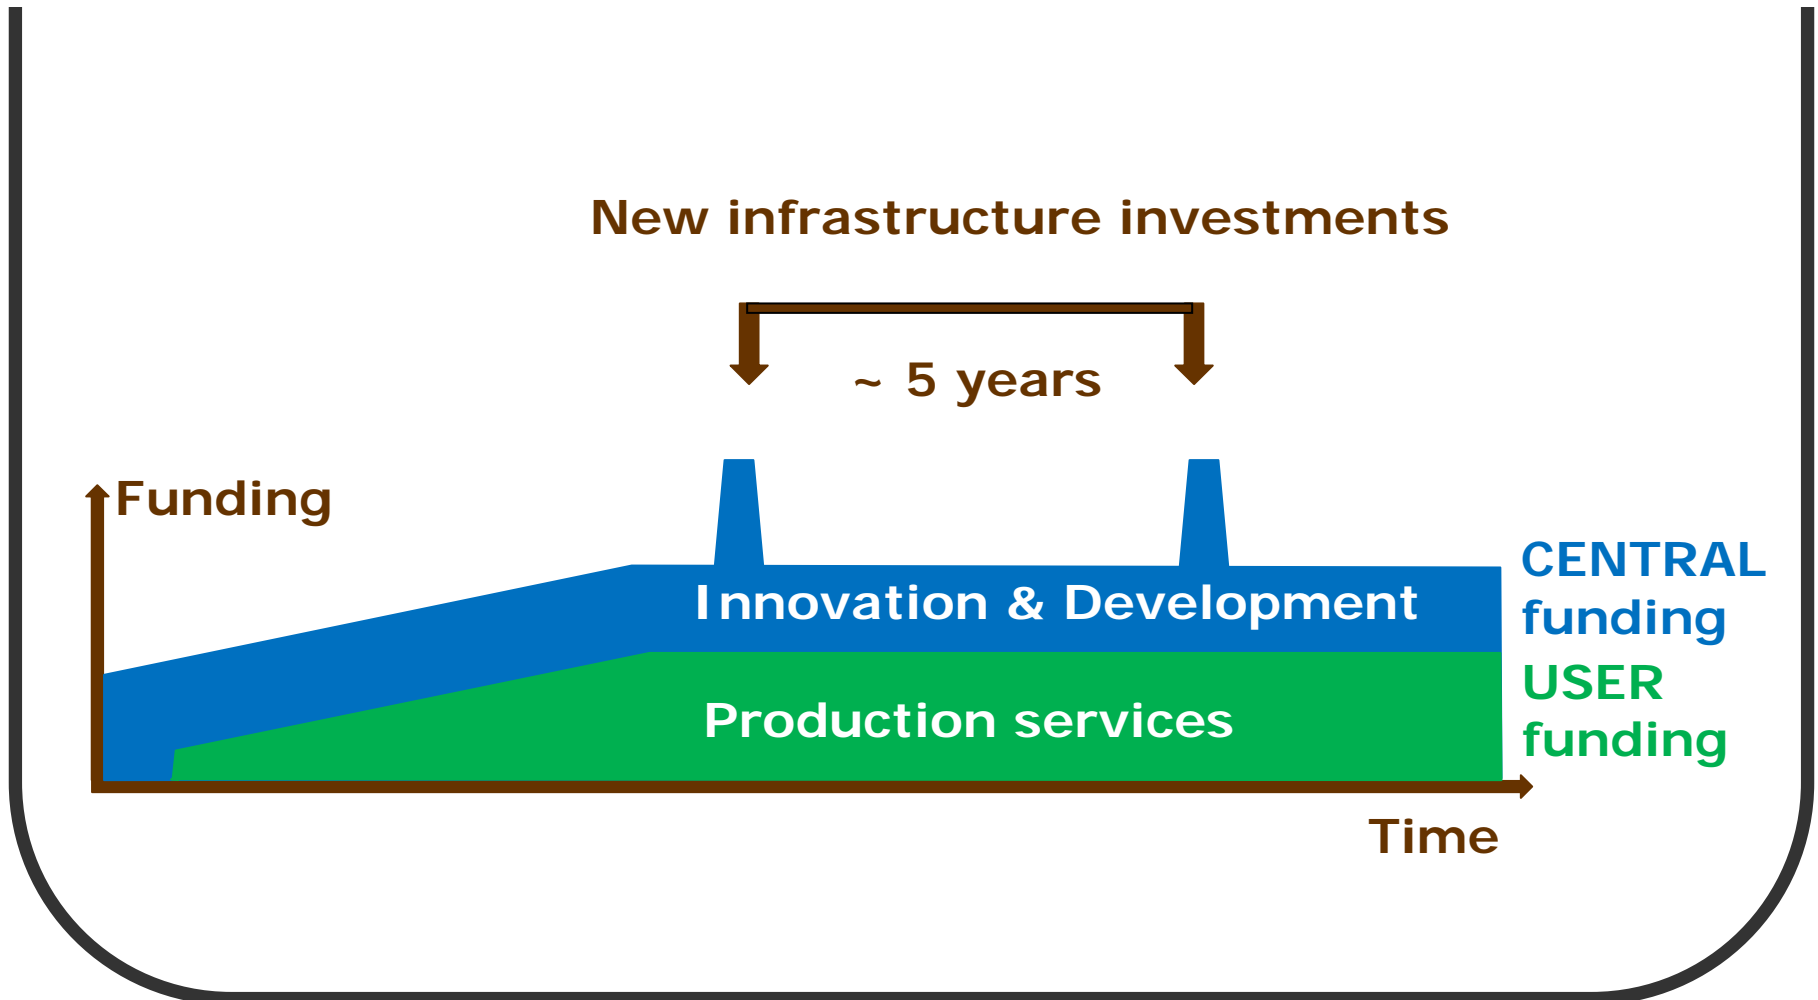 New infrastructure investments
~ 5 years
Funding
CENTRAL
funding
Innovation & Development
USER
funding
Production services
Time